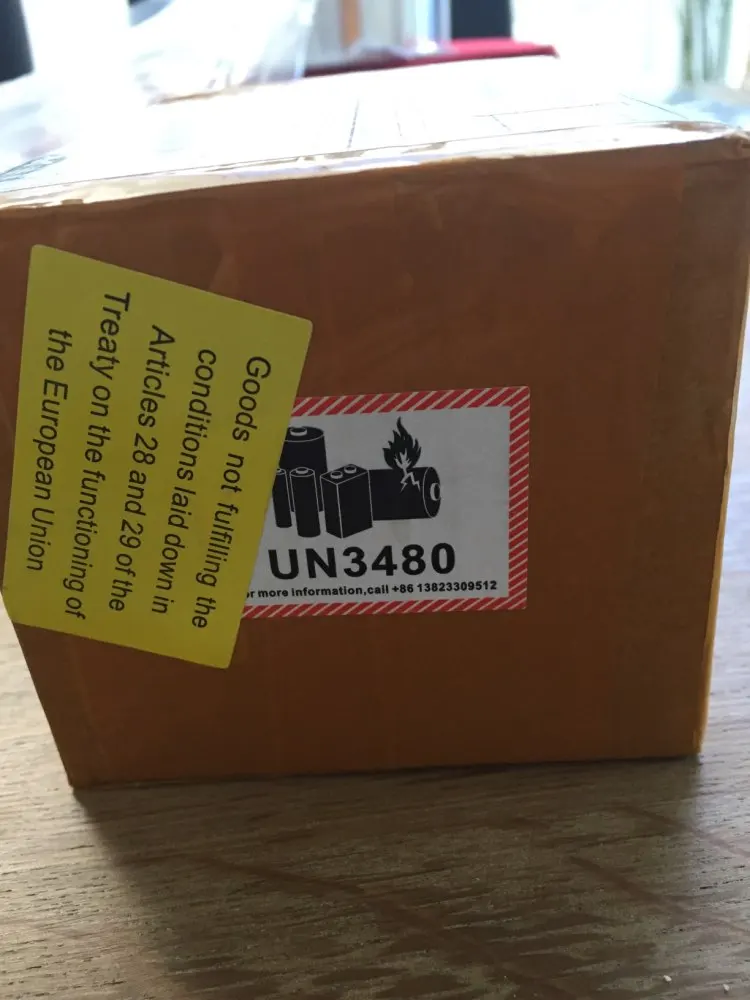 Goods not fulfilling the
conditions laid down in
Articles 28 and 29 of the
Treaty on the functioning of
the European Union
UN3480
more information,call +86 13823309512